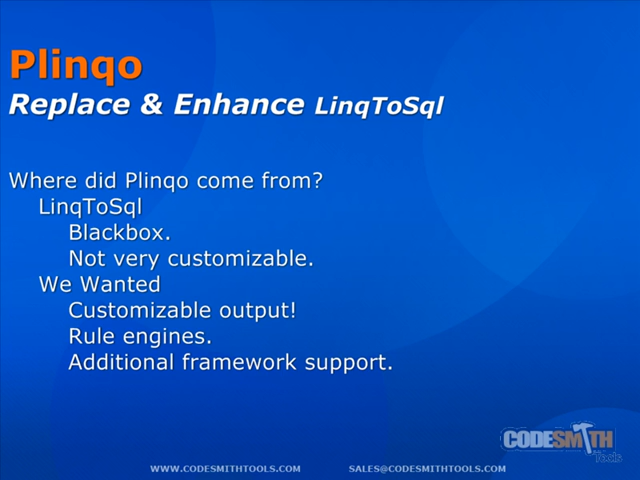 Plinqo
Replace & Enhance LinqToSql
Where did Plinqo come from?
LinqToSql
Blackbox.
Not very customizable.
We Wanted
Customizable output!
Rule engines.
Additional framework support.
CODESMITH
Tools
WWW.CODESMITHTOOLS.COM SALES@CODESMITHTOOLS.COM